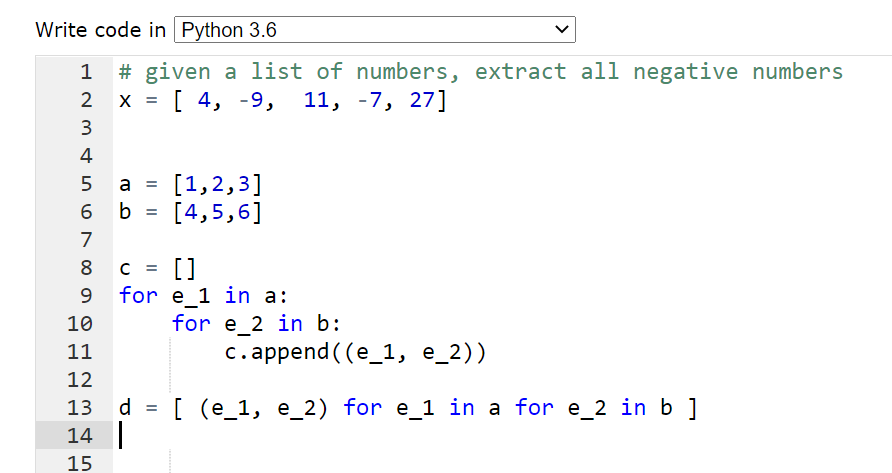 Write code in Python 3.6
1 # given a list of numbers, extract all negative numbers
2 x = [ 4, -9,  11, -7, 27]
3
4
5 a = [1,2,3]
6 b = [4,5,6]
7
8 c = []
9 for e_1 in a:
10     for e_2 in b:
11         c.append((e_1, e_2))
12
13 d = [ (e_1, e_2) for e_1 in a for e_2 in b ]
14
15